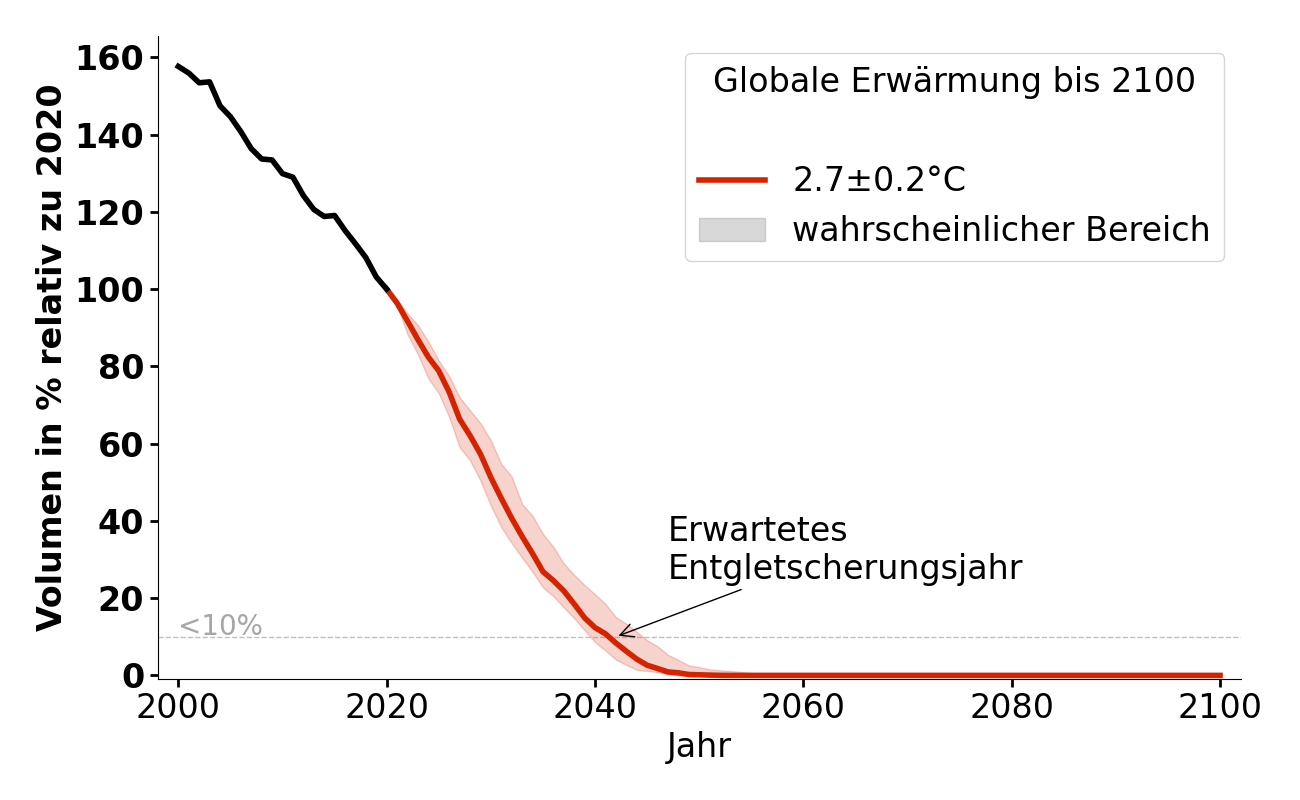 Volumen in % relativ zu 2020
160
140
120
100
80
60
40
20
0
Globale Erwärmung bis 2100
2.7±0.2°C
wahrscheinlicher Bereich
Erwartetes
Entgletscherungsjahr
<10%
2000 2020 2040 2060 2080 2100
Jahr